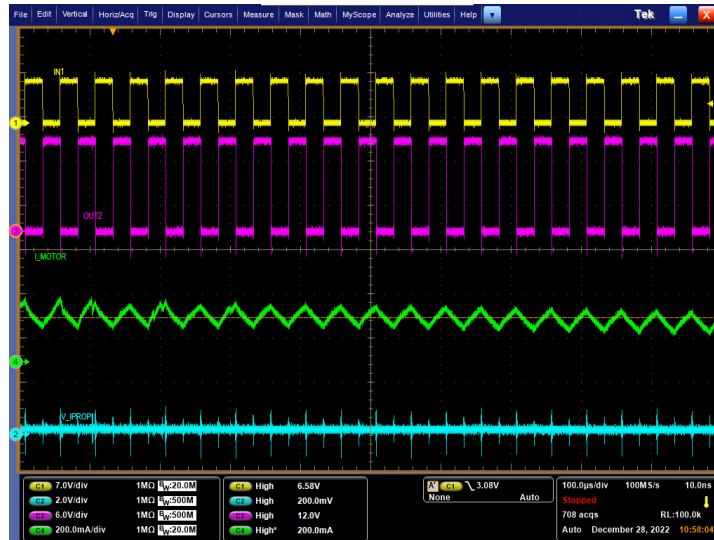 File Edit Vertical Horiz/Acq Trig Display Cursors Measure Mask Math MyScope Analyze Utilities Help Tek X
IN1
1
OUT2
3
I_MOTOR
4
V_IPROPI
2
C1 7.0V/div 1MΩ BW:20.0M
C2 2.0V/div 1MΩ BW:500M
C3 6.0V/div 1MΩ BW:500M
C4 200.0mA/div 1MΩ BW:20.0M
C1 High 6.58V
C2 High 200.0mV
C3 High 12.0V
C4 High* 200.0mA
A' C1 3.08V
None Auto
100.0µs/div 100MS/s 10.0ns
Stopped
708 acqs RL:100.0k
Auto December 28, 2022 10:58:04